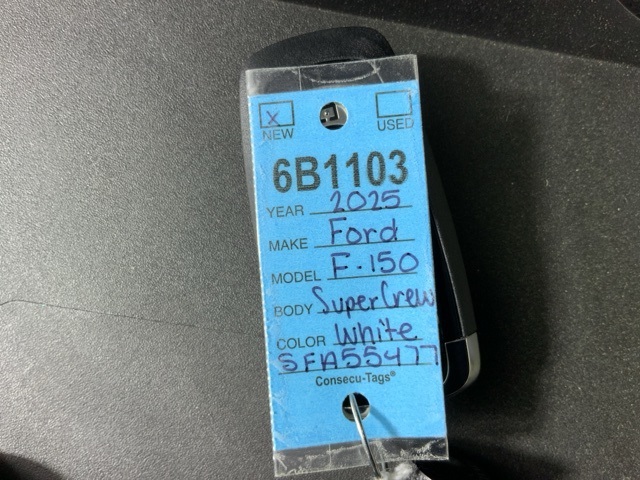 X
NEW USED
6B1103
YEAR 2025
MAKE Ford
MODEL F-150
BODY SuperCrew
COLOR White
SFA55477
Consecu-Tags®